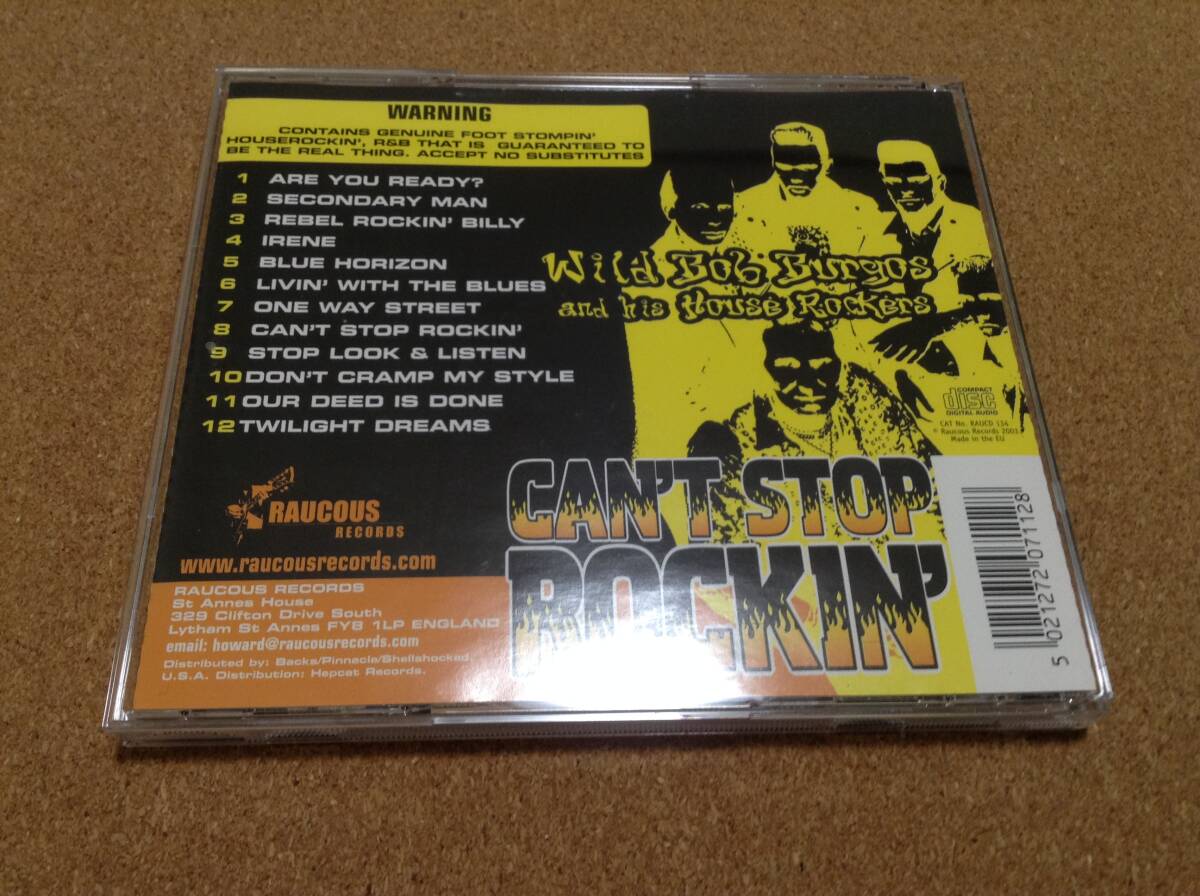 WARNING
CONTAINS GENUINE FOOT STOMPIN'
HOUSEROCKIN', R&B THAT IS GUARANTEED TO
BE THE REAL THING. ACCEPT NO SUBSTITUTES
1 ARE YOU READY?
2 SECONDARY MAN
3 REBEL ROCKIN' BILLY
4 IRENE
5 BLUE HORIZON
6 LIVIN' WITH THE BLUES
7 ONE WAY STREET
8 CAN'T STOP ROCKIN'
9 STOP LOOK & LISTEN
10 DON'T CRAMP MY STYLE
11 OUR DEED IS DONE
12 TWILIGHT DREAMS
Wild Bob Burgos
and his House Rockers
COMPACT
disc
DIGITAL AUDIO
CAT No. RAUCD
© Raucous Records
Made in the EU
CAN'T STOP
ROCKIN'
RAUCOUS
RECORDS
www.raucousrecords.com
RAUCOUS RECORDS
St Annes House
329 Clifton Drive South
Lytham St Annes FY8 1LP ENGLAND
email: howard@raucousrecords.com
Distributed by: Backs/Pinnacle/Shellshocked.
U.S.A. Distribution: Hepcat Records.
5 021272 071128